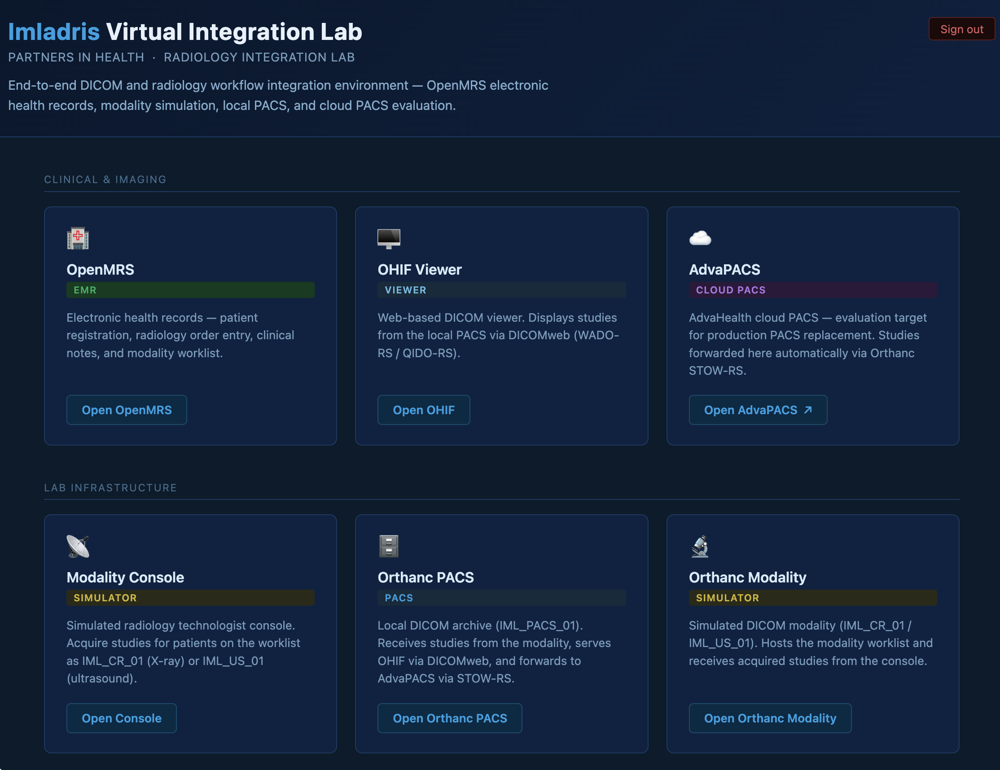 Imladris Virtual Integration Lab
Sign out
PARTNERS IN HEALTH · RADIOLOGY INTEGRATION LAB
End-to-end DICOM and radiology workflow integration environment — OpenMRS electronic
health records, modality simulation, local PACS, and cloud PACS evaluation.
CLINICAL & IMAGING
OpenMRS
EMR
Electronic health records — patient
registration, radiology order entry, clinical
notes, and modality worklist.
Open OpenMRS
OHIF Viewer
VIEWER
Web-based DICOM viewer. Displays studies
from the local PACS via DICOMweb (WADO-
RS / QIDO-RS).
Open OHIF
AdvaPACS
CLOUD PACS
AdvaHealth cloud PACS — evaluation target
for production PACS replacement. Studies
forwarded here automatically via Orthanc
STOW-RS.
Open AdvaPACS ↗
LAB INFRASTRUCTURE
Modality Console
SIMULATOR
Simulated radiology technologist console.
Acquire studies for patients on the worklist
as IML_CR_01 (X-ray) or IML_US_01
(ultrasound).
Open Console
Orthanc PACS
PACS
Local DICOM archive (IML_PACS_01).
Receives studies from the modality, serves
OHIF via DICOMweb, and forwards to
AdvaPACS via STOW-RS.
Open Orthanc PACS
Orthanc Modality
SIMULATOR
Simulated DICOM modality (IML_CR_01 /
IML_US_01). Hosts the modality worklist and
receives acquired studies from the console.
Open Orthanc Modality